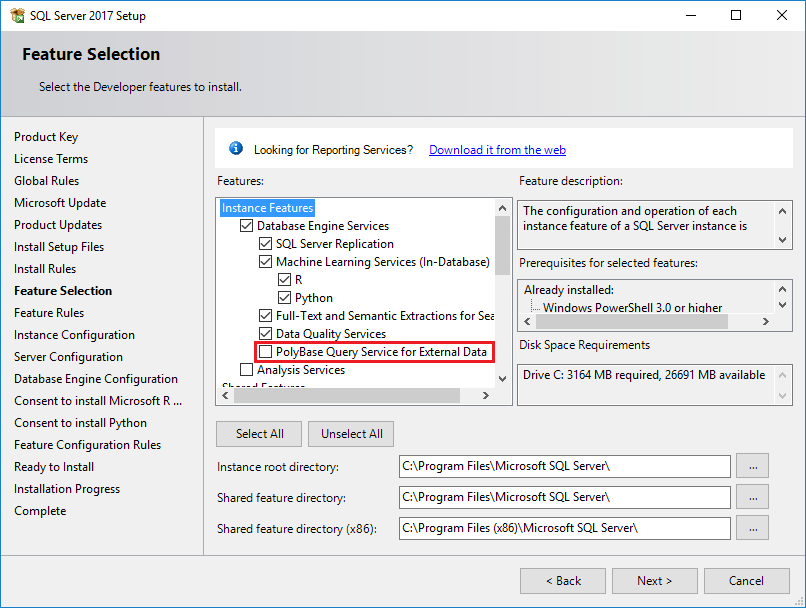 SQL Server 2017 Setup
Feature Selection
Select the Developer features to install.
Product Key
License Terms
Global Rules
Microsoft Update
Product Updates
Install Setup Files
Install Rules
Feature Selection
Feature Rules
Instance Configuration
Server Configuration
Database Engine Configuration
Consent to install Microsoft R ...
Consent to install Python
Feature Configuration Rules
Ready to Install
Installation Progress
Complete
Looking for Reporting Services? Download it from the web
Features:
Instance Features
Database Engine Services
SQL Server Replication
Machine Learning Services (In-Database)
R
Python
Full-Text and Semantic Extractions for Sea
Data Quality Services
PolyBase Query Service for External Data
Analysis Services
Shared Features
Feature description:
The configuration and operation of each
instance feature of a SQL Server instance is
Prerequisites for selected features:
Already installed:
Windows PowerShell 3.0 or higher
Disk Space Requirements
Drive C: 3164 MB required, 26691 MB available
Select All
Unselect All
Instance root directory: C:\Program Files\Microsoft SQL Server\ ...
Shared feature directory: C:\Program Files\Microsoft SQL Server\ ...
Shared feature directory (x86): C:\Program Files (x86)\Microsoft SQL Server\ ...
< Back
Next >
Cancel